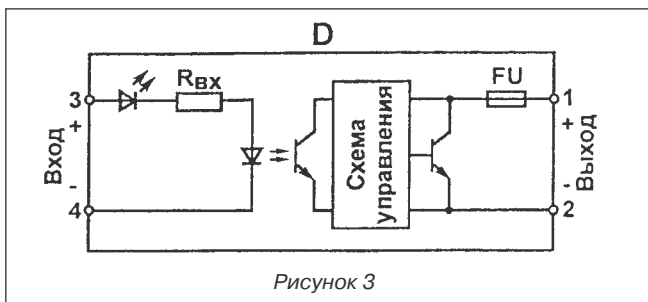 D
3
Rвх
FU
1
+
+
Вход
Схема управления
Выход
-
-
4
2
Рисунок 3